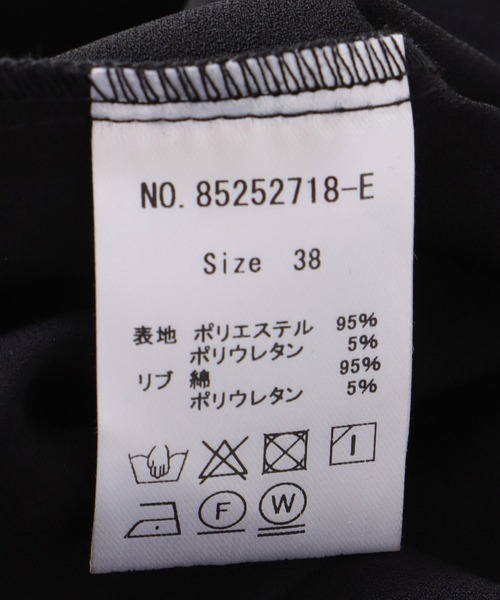 NO. 85252718-E
Size 38
表地 ポリエステル 95%
ポリウレタン 5%
リブ 綿 95%
ポリウレタン 5%
F W